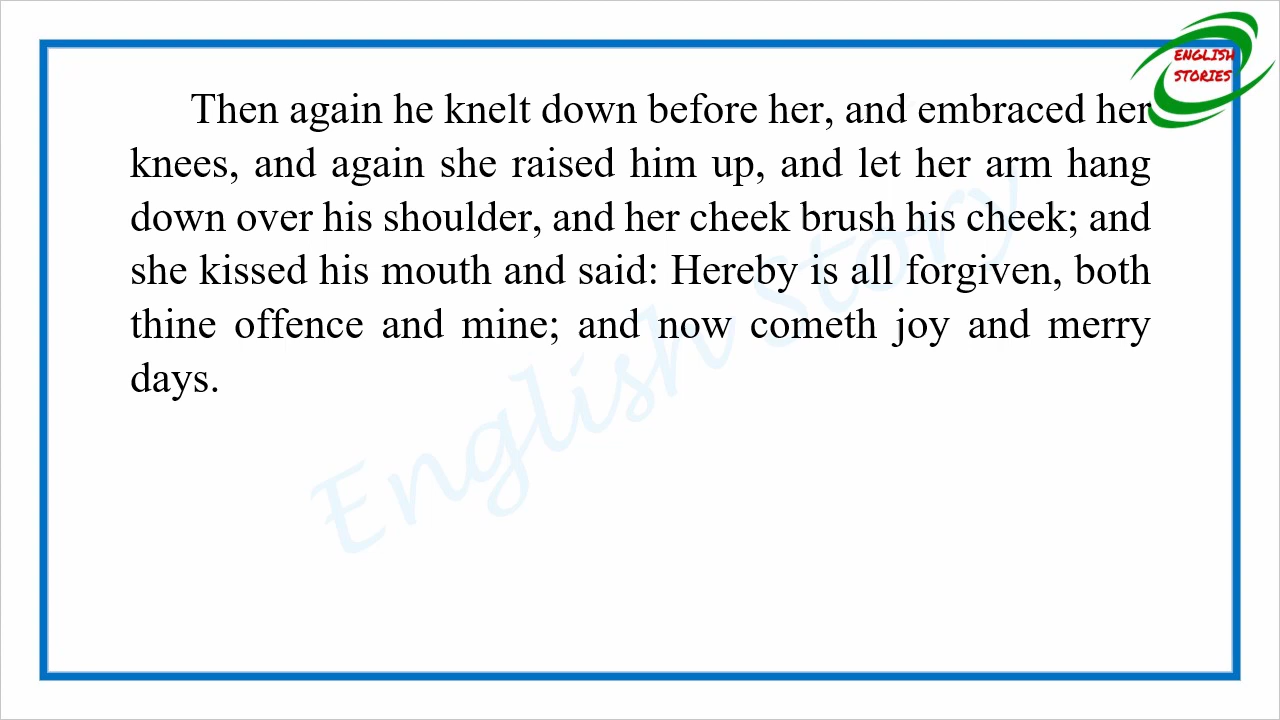 ENGLISH
STORIES
Then again he knelt down before her, and embraced her
knees, and again she raised him up, and let her arm hang
down over his shoulder, and her cheek brush his cheek; and
she kissed his mouth and said: Hereby is all forgiven, both
thine offence and mine; and now cometh joy and merry
days.
English Story